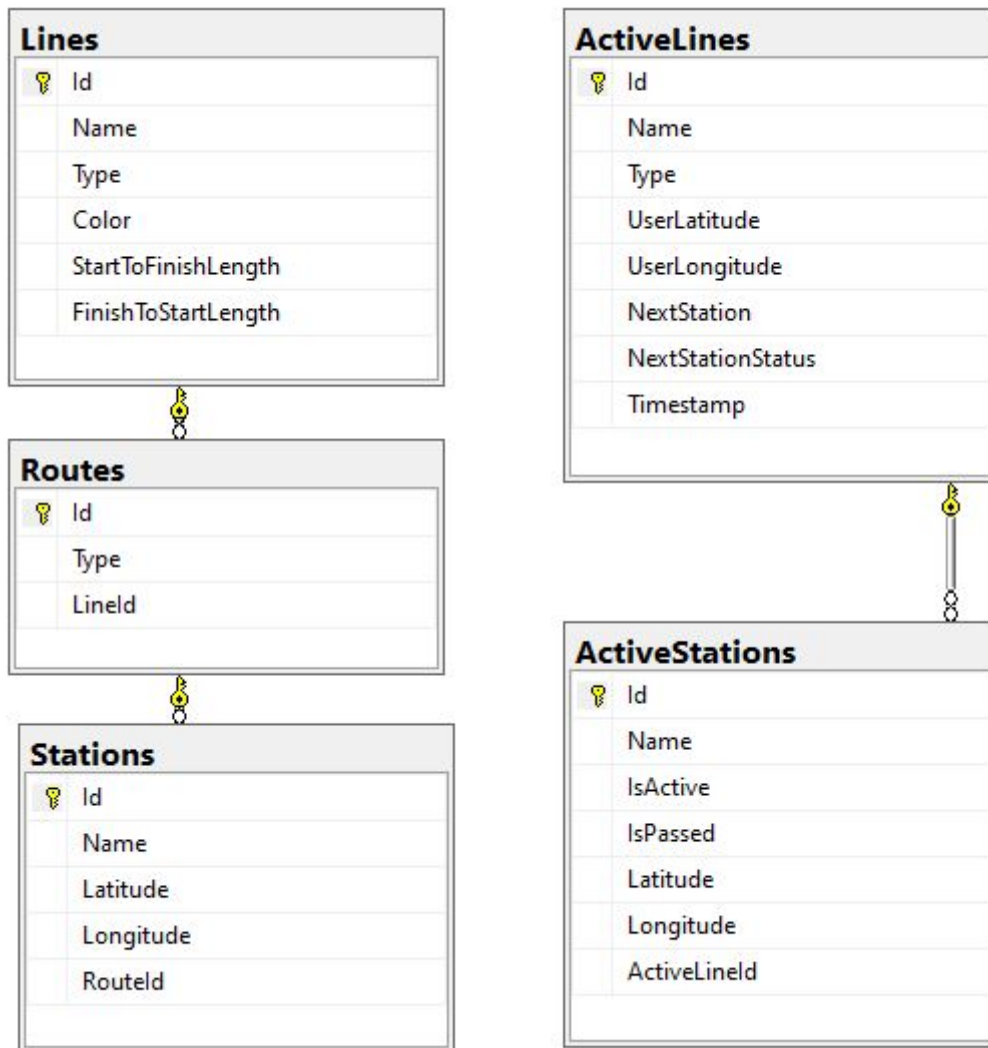 Lines
Id
Name
Type
Color
StartToFinishLength
FinishToStartLength
Routes
Id
Type
LineId
Stations
Id
Name
Latitude
Longitude
RouteId
ActiveLines
Id
Name
Type
UserLatitude
UserLongitude
NextStation
NextStationStatus
Timestamp
ActiveStations
Id
Name
IsActive
IsPassed
Latitude
Longitude
ActiveLineId